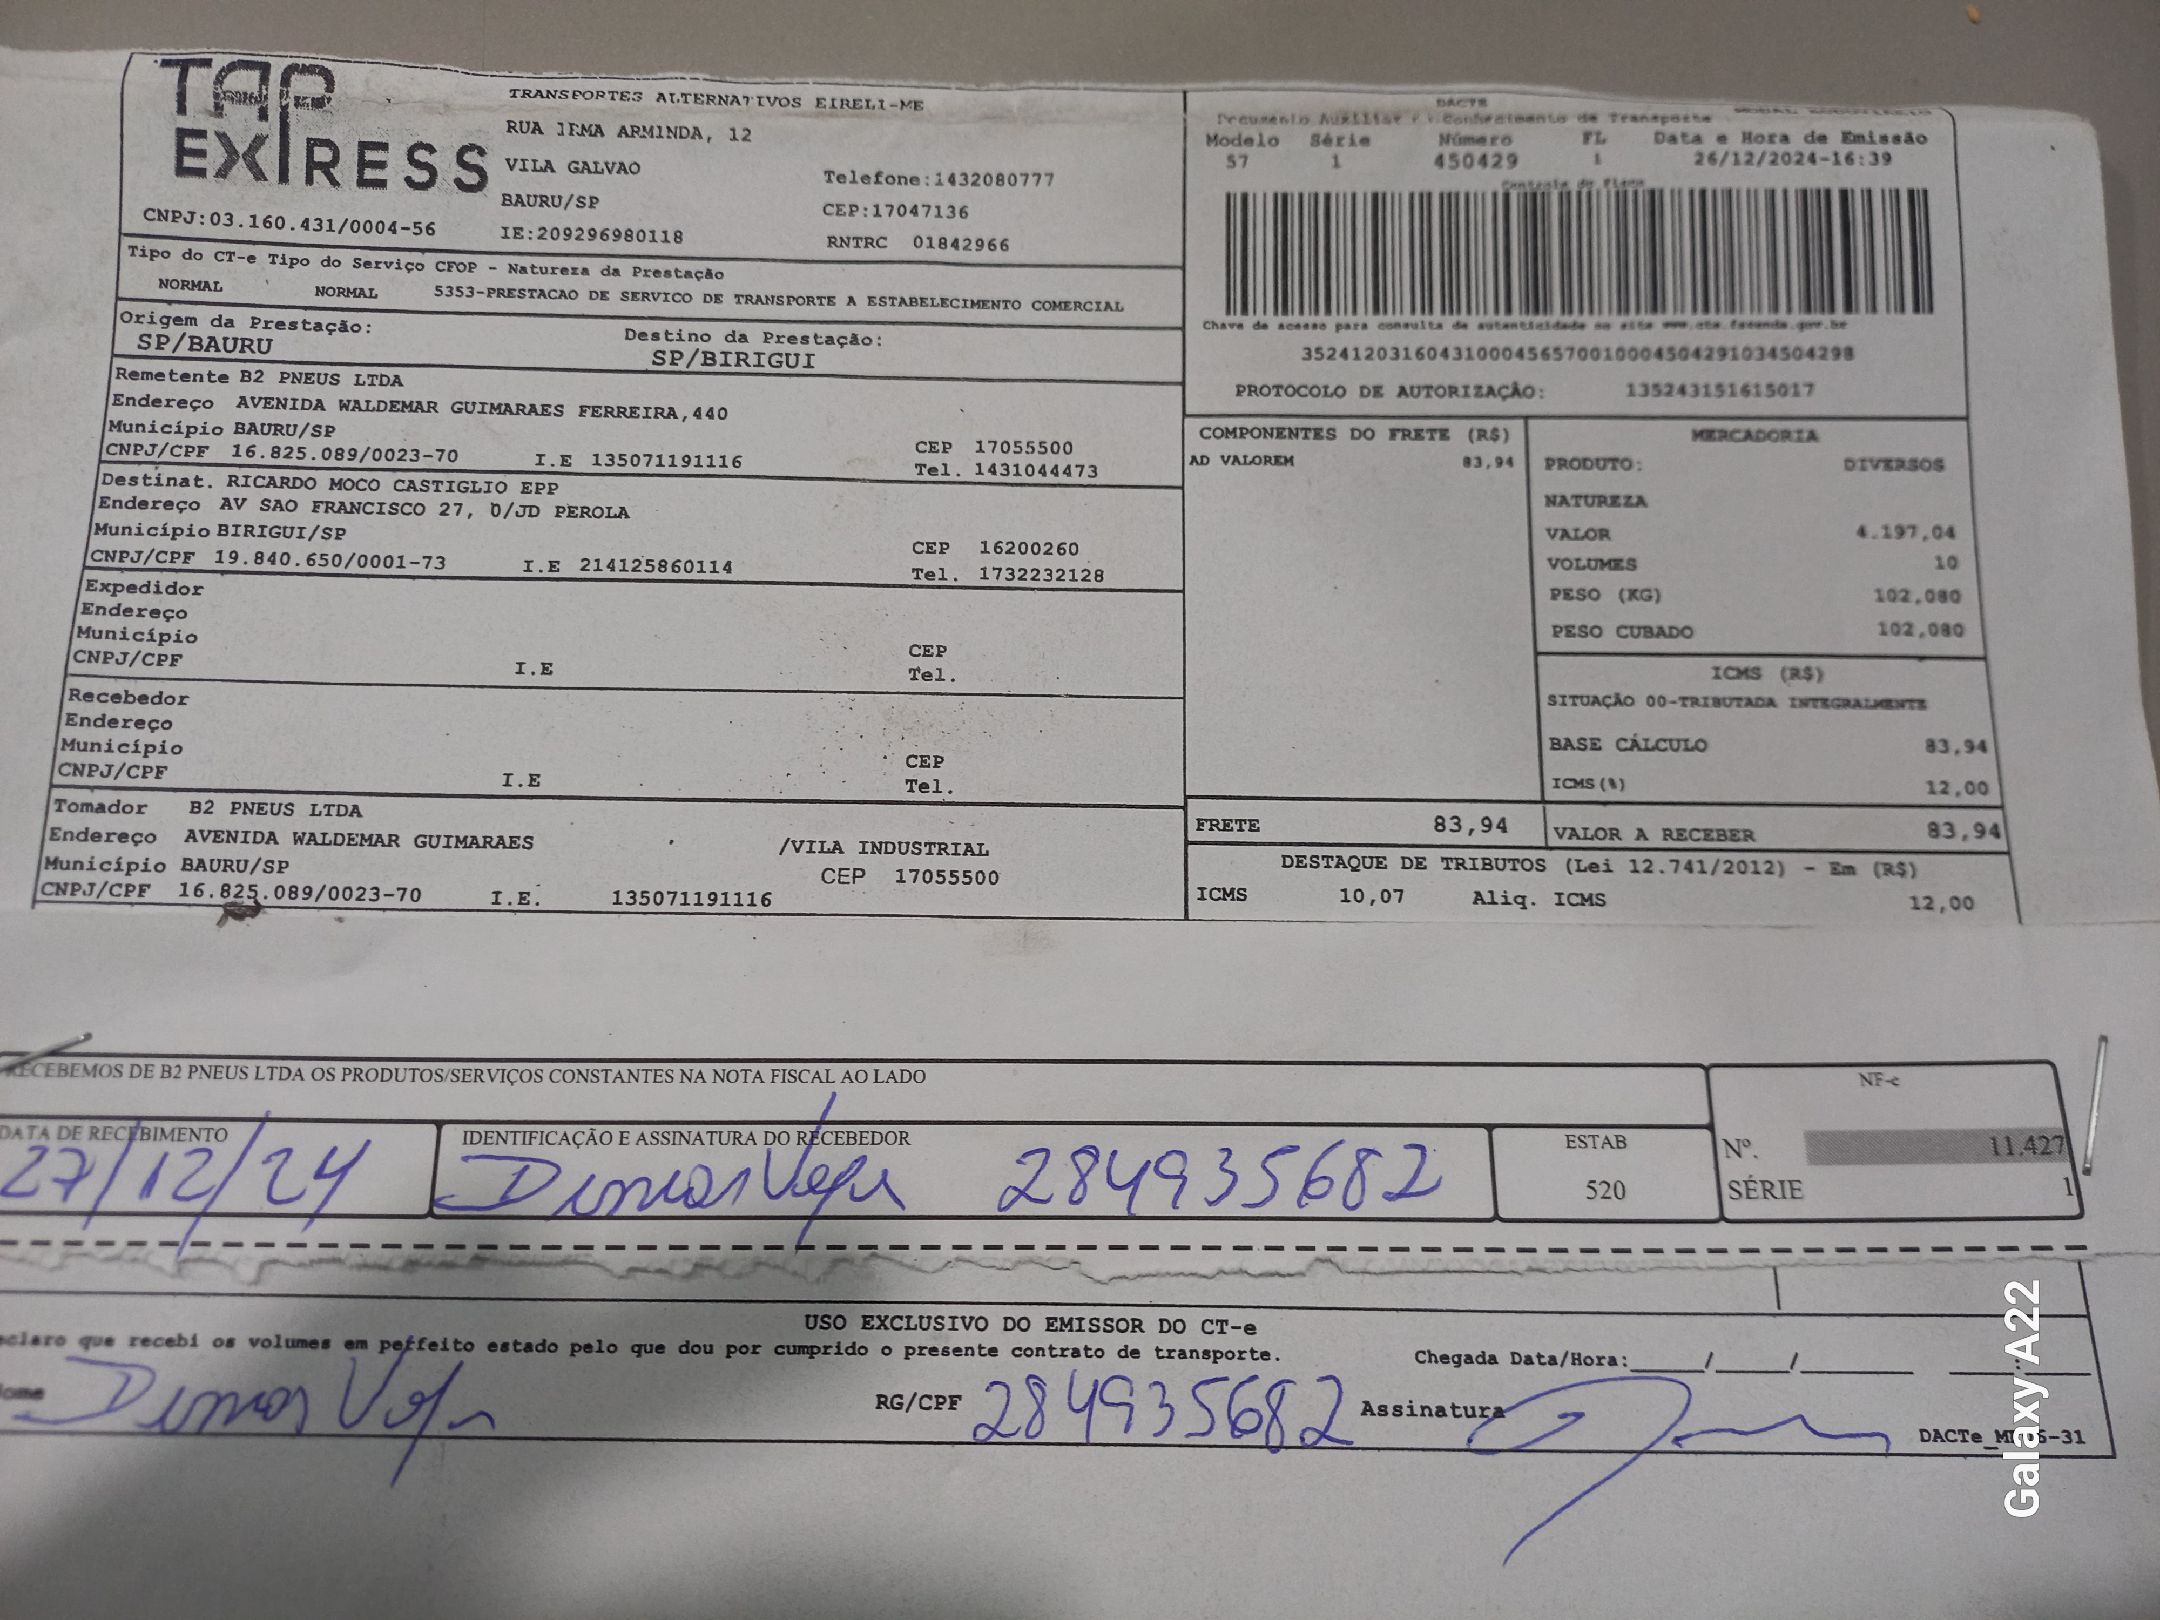 TAP
EXPRESS
TRANSPORTES ALTERNATIVOS EIRELI-ME
RUA IRMA ARMINDA, 12
VILA GALVAO
Telefone:1432080777
BAURU/SP
CEP:17047136
CNPJ:03.160.431/0004-56
IE:209296980118
RNTRC 01842966
Tipo do CT-e Tipo do Serviço CFOP - Natureza da Prestação
NORMAL NORMAL 5353-PRESTACAO DE SERVICO DE TRANSPORTE A ESTABELECIMENTO COMERCIAL
Origem da Prestação: Destino da Prestação:
SP/BAURU SP/BIRIGUI
Remetente B2 PNEUS LTDA
Endereço AVENIDA WALDEMAR GUIMARAES FERREIRA,440
Município BAURU/SP CEP 17055500
CNPJ/CPF 16.825.089/0023-70 I.E 135071191116 Tel. 1431044473
Destinat. RICARDO MOCO CASTIGLIO EPP
Endereço AV SAO FRANCISCO 27, 0/JD PEROLA
Município BIRIGUI/SP CEP 16200260
CNPJ/CPF 19.840.650/0001-73 I.E 214125860114 Tel. 1732232128
Expedidor
Endereço
Município CEP
CNPJ/CPF I.E Tel.
Recebedor
Endereço
Município CEP
CNPJ/CPF I.E Tel.
Tomador B2 PNEUS LTDA
Endereço AVENIDA WALDEMAR GUIMARAES /VILA INDUSTRIAL
Município BAURU/SP CEP 17055500
CNPJ/CPF 16.825.089/0023-70 I.E. 135071191116
DACTE
Documento Auxiliar Conhecimento de Transporte
Modelo Série Número FL Data e Hora de Emissão
57 1 450429 1 26/12/2024-16:39
Controle do Fisco
Chave de acesso para consulta de autenticidade no site www.cte.fazenda.gov.br
35241203160431000456570010004504291034504298
PROTOCOLO DE AUTORIZAÇÃO: 135243151615017
COMPONENTES DO FRETE (R$)
AD VALOREM 83,94
MERCADORIA
PRODUTO: DIVERSOS
NATUREZA
VALOR 4.197,04
VOLUMES 10
PESO (KG) 102,080
PESO CUBADO 102,080
ICMS (R$)
SITUAÇÃO 00-TRIBUTADA INTEGRALMENTE
BASE CÁLCULO 83,94
ICMS(%) 12,00
FRETE 83,94
VALOR A RECEBER 83,94
DESTAQUE DE TRIBUTOS (Lei 12.741/2012) - Em (R$)
ICMS 10,07 Aliq. ICMS 12,00
RECEBEMOS DE B2 PNEUS LTDA OS PRODUTOS/SERVIÇOS CONSTANTES NA NOTA FISCAL AO LADO
NF-e
DATA DE RECEBIMENTO
27/12/24
IDENTIFICAÇÃO E ASSINATURA DO RECEBEDOR
284935682
ESTAB
520
Nº. 11.427
SÉRIE 1
USO EXCLUSIVO DO EMISSOR DO CT-e
que recebi os volumes em perfeito estado pelo que dou por cumprido o presente contrato de transporte.
Chegada Data/Hora: / /
RG/CPF 284935682 Assinatura
Galaxy A22